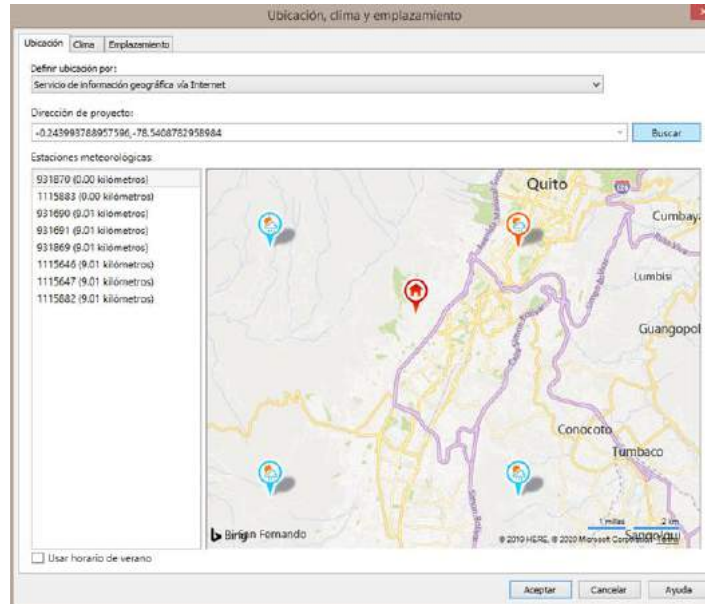 Ubicación, clima y emplazamiento
Ubicación Clima Emplazamiento
Definir ubicación por:
Servicio de información geográfica vía Internet
Dirección de proyecto:
-0.243993788957596,-78.5408782958984
Buscar
Estaciones meteorológicas:
931870 (0.00 kilómetros)
1115883 (0.00 kilómetros)
931690 (9.01 kilómetros)
931691 (9.01 kilómetros)
931869 (9.01 kilómetros)
1115646 (9.01 kilómetros)
1115647 (9.01 kilómetros)
1115882 (9.01 kilómetros)
Quito
Cumbay
Lumbisi
Guangopol
Conocoto
Tumbaco
Fernando
Sangolqui
1 millas 2 km
© 2019 HERE, © 2020 Microsoft Corporation Terms
Usar horario de verano
Aceptar Cancelar Ayuda